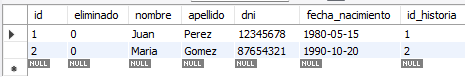 id eliminado nombre apellido dni fecha_nacimiento id_historia
1 0 Juan Perez 12345678 1980-05-15 1
2 0 Maria Gomez 87654321 1990-10-20 2
NULL NULL NULL NULL NULL NULL NULL